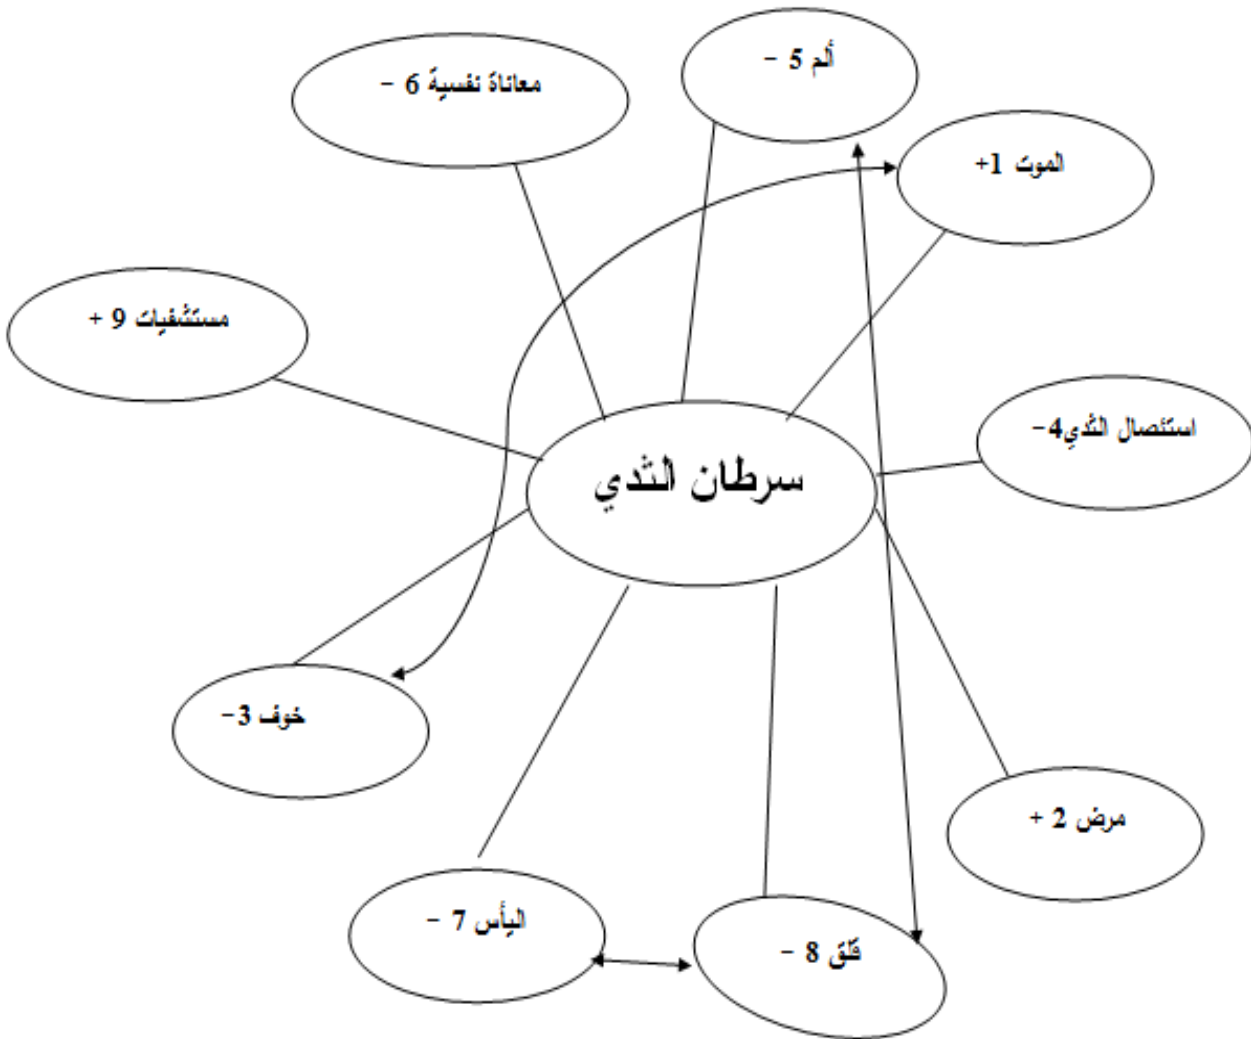 ألم 5 -
معاناة نفسية 6 -
الموت 1+
مستشفيات 9 +
استئصال الثدي4-
سرطان الثدي
خوف 3-
مرض 2 +
اليأس 7 -
قلق 8 -